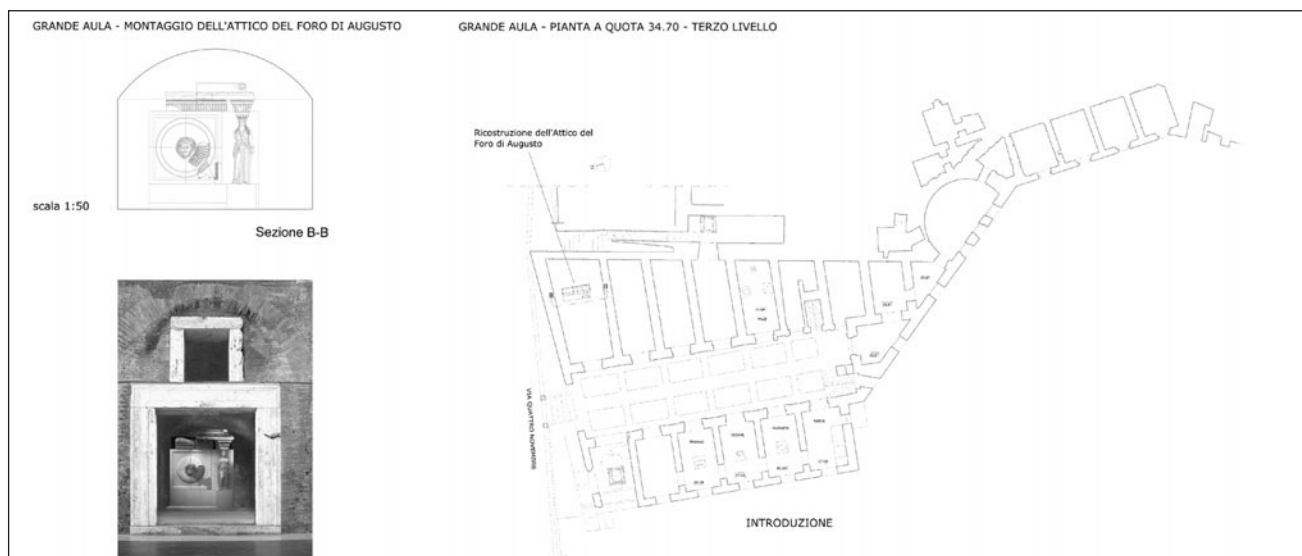 GRANDE AULA - MONTAGGIO DELL'ATTICO DEL FORO DI AUGUSTO
scala 1:50
Sezione B-B
GRANDE AULA - PIANTA A QUOTA 34.70 - TERZO LIVELLO
Ricostruzione dell'Attico del
Foro di Augusto
VIA QUATTRO NOVEMBRE
INTRODUZIONE